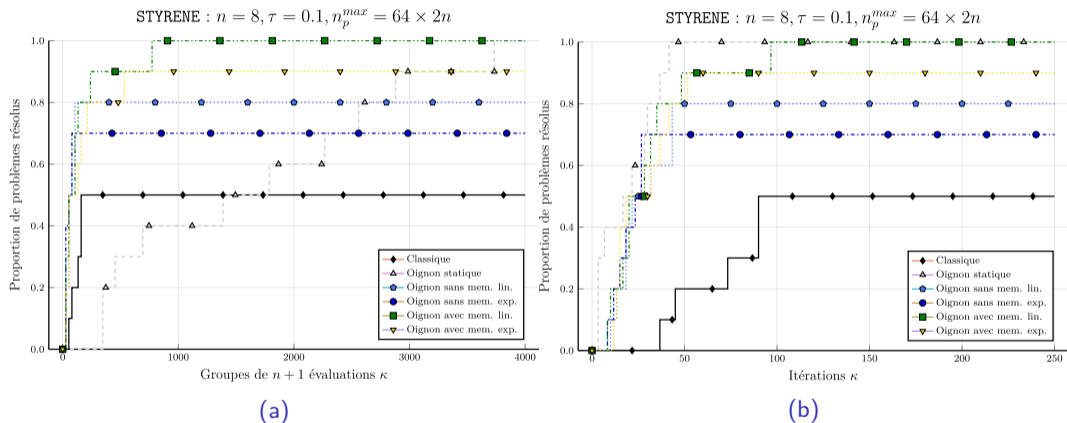 STYRENE : n = 8, τ = 0.1, n_p^{max} = 64 × 2n
Proportion de problèmes résolus
1.0
0.8
0.6
0.4
0.2
0.0
0
1000
2000
3000
4000
Groupes de n + 1 évaluations κ
Classique
Oignon statique
Oignon sans mem. lin.
Oignon sans mem. exp.
Oignon avec mem. lin.
Oignon avec mem. exp.
(a)
STYRENE : n = 8, τ = 0.1, n_p^{max} = 64 × 2n
Proportion de problèmes résolus
1.0
0.8
0.6
0.4
0.2
0.0
0
50
100
150
200
250
Itérations κ
Classique
Oignon statique
Oignon sans mem. lin.
Oignon sans mem. exp.
Oignon avec mem. lin.
Oignon avec mem. exp.
(b)